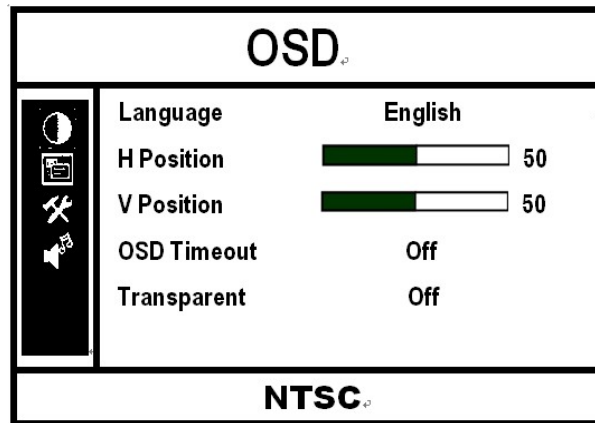 OSD
Language English
H Position 50
V Position 50
OSD Timeout Off
Transparent Off
NTSC